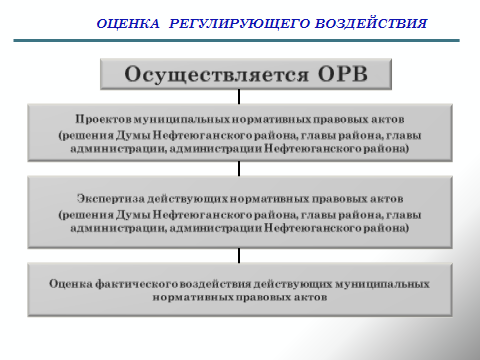 ОЦЕНКА РЕГУЛИРУЮЩЕГО ВОЗДЕЙСТВИЯ
Осуществляется ОРВ
Проектов муниципальных нормативных правовых актов
(решения Думы Нефтеюганского района, главы района, главы
администрации, администрации Нефтеюганского района)
Экспертиза действующих нормативных правовых актов
(решения Думы Нефтеюганского района, главы района, главы
администрации, администрации Нефтеюганского района)
Оценка фактического воздействия действующих муниципальных
нормативных правовых актов